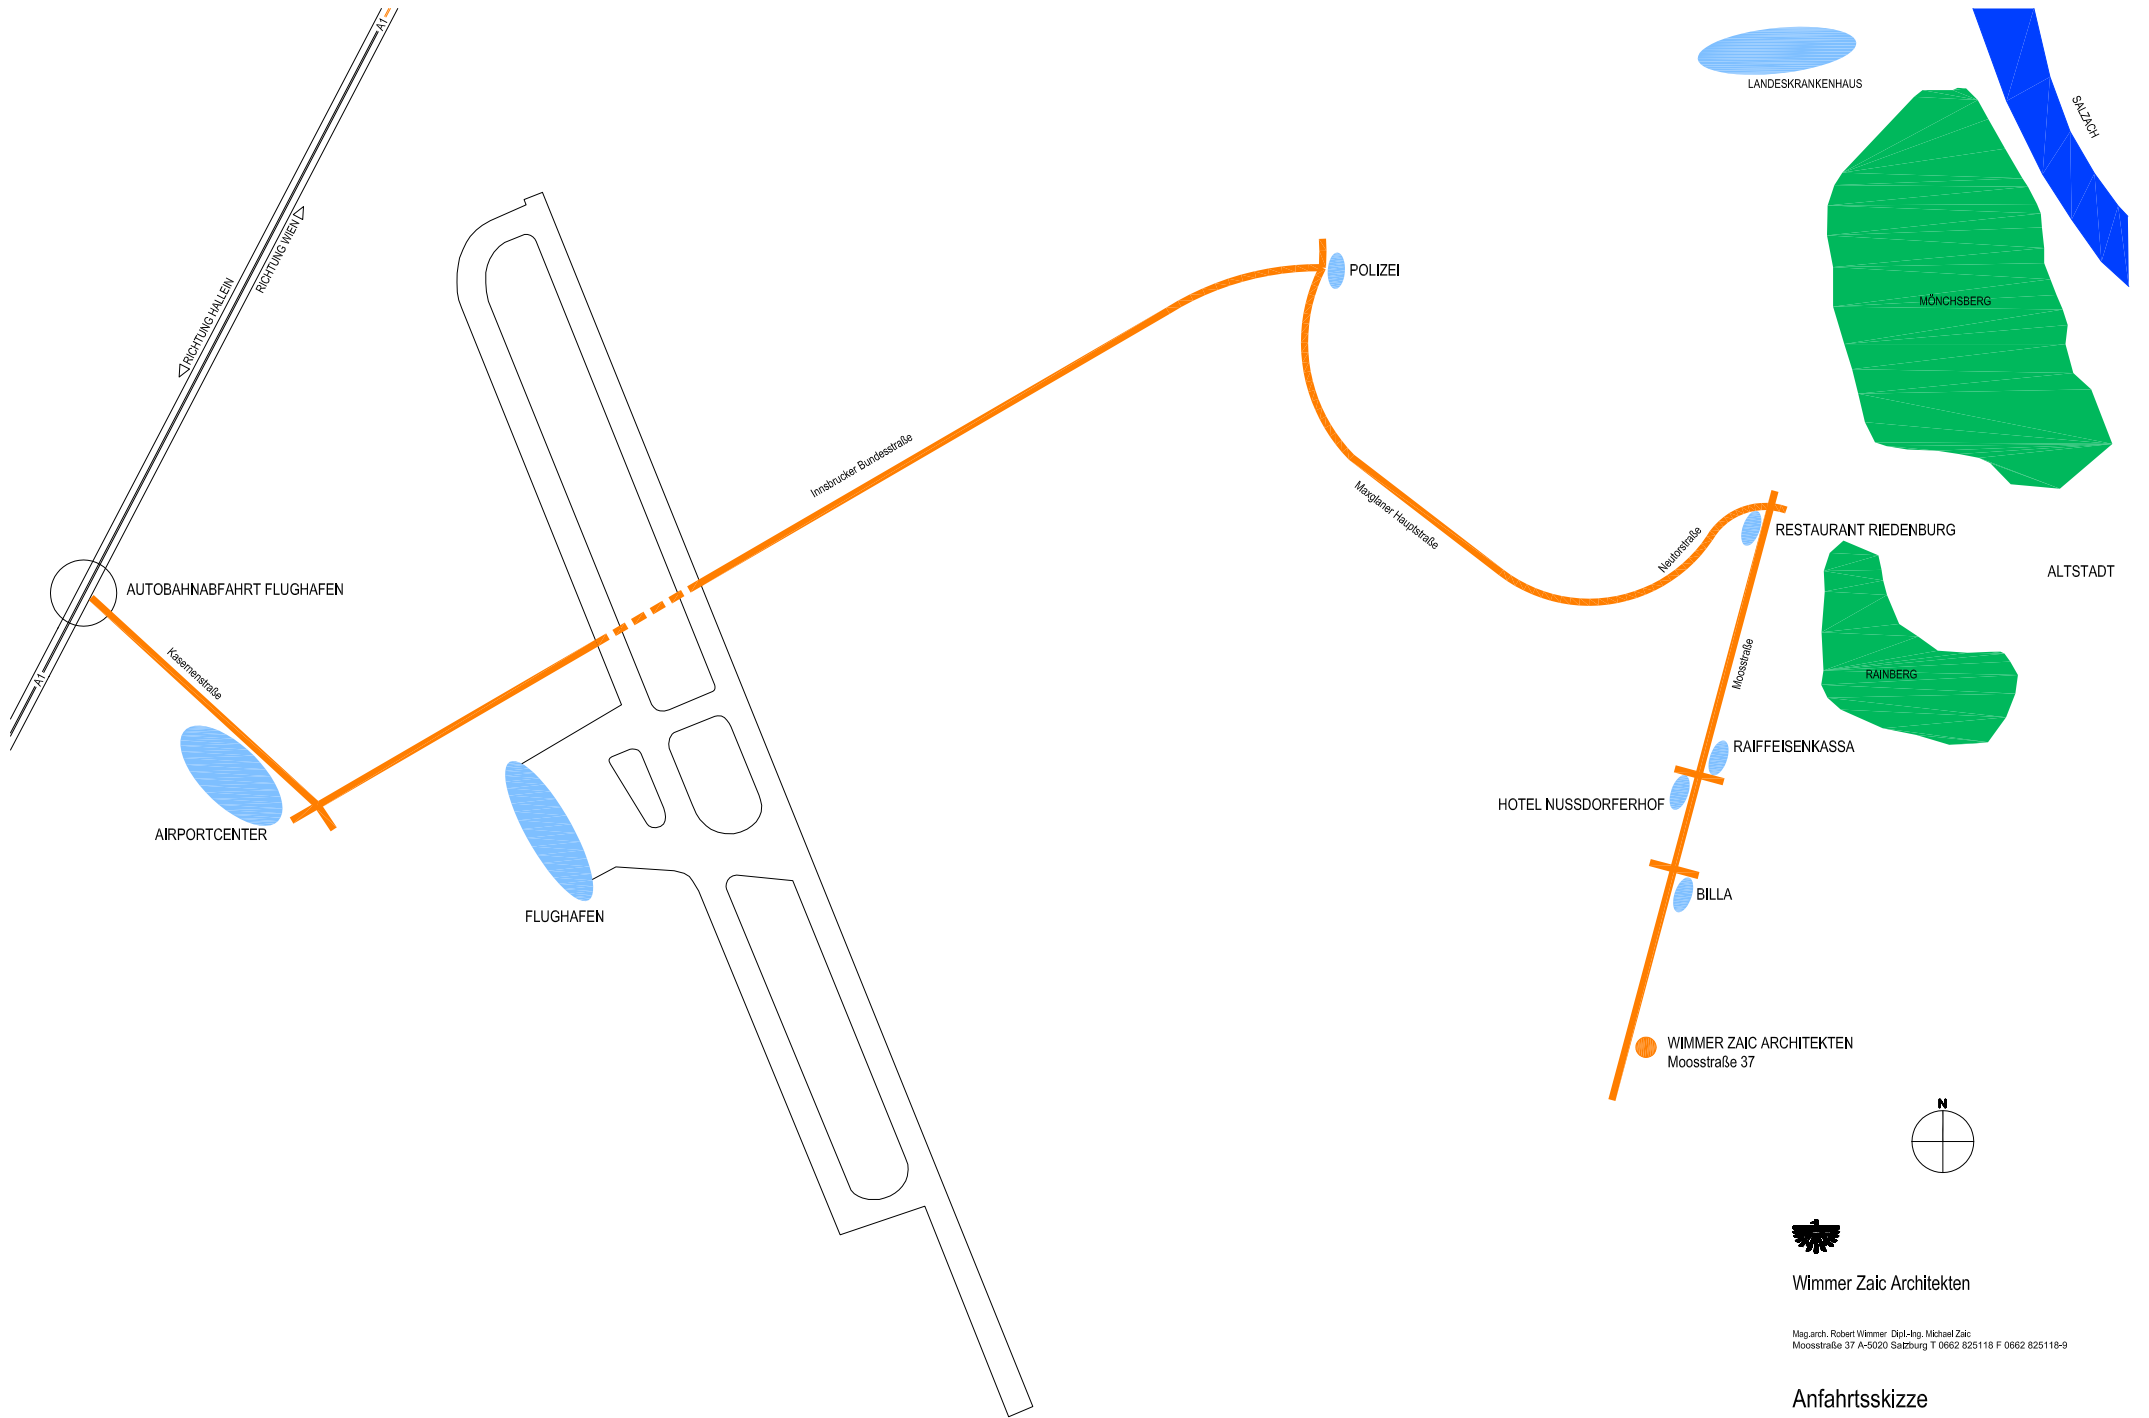 A1
LANDESKRANKENHAUS
SALZACH
RICHTUNG WIEN
RICHTUNG HALLEIN
POLIZEI
MÖNCHSBERG
Innsbrucker Bundesstraße
Maxglaner Hauptstraße
Neutorstraße
RESTAURANT RIEDENBURG
ALTSTADT
AUTOBAHNABFAHRT FLUGHAFEN
Kasernenstraße
A1
Moosstraße
RAINBERG
RAIFFEISENKASSA
HOTEL NUSSDORFERHOF
AIRPORTCENTER
BILLA
FLUGHAFEN
WIMMER ZAIC ARCHITEKTEN
Moosstraße 37
N
Wimmer Zaic Architekten
Mag.arch. Robert Wimmer Dipl.-Ing. Michael Zaic
Moosstraße 37 A-5020 Salzburg T 0662 825118 F 0662 825118-9
Anfahrtsskizze